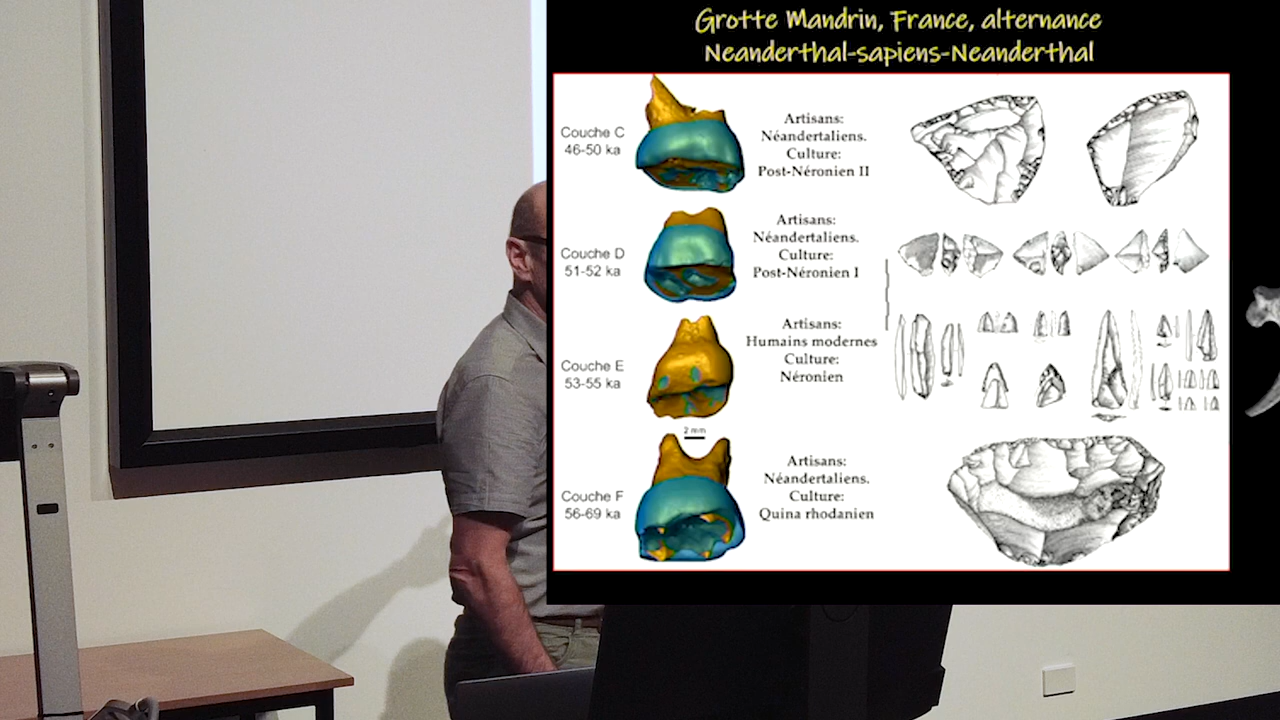 Grotte Mandrin, France, alternance
Neanderthal-sapiens-Neanderthal
Couche C
46-50 ka
Artisans:
Néandertaliens.
Culture:
Post-Néronien II
Couche D
51-52 ka
Artisans:
Néandertaliens.
Culture:
Post-Néronien I
Couche E
53-55 ka
Artisans:
Humains modernes
Culture:
Néronien
2 mm
Couche F
56-69 ka
Artisans:
Néandertaliens.
Culture:
Quina rhodanien